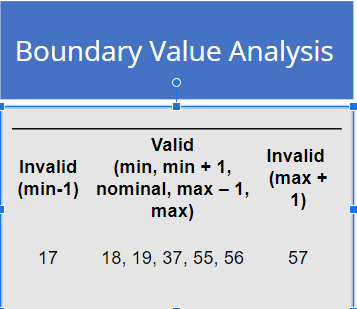 Boundary Value Analysis
Invalid
(min-1)
Valid
(min, min + 1,
nominal, max – 1,
max)
Invalid
(max +
1)
17
18, 19, 37, 55, 56
57